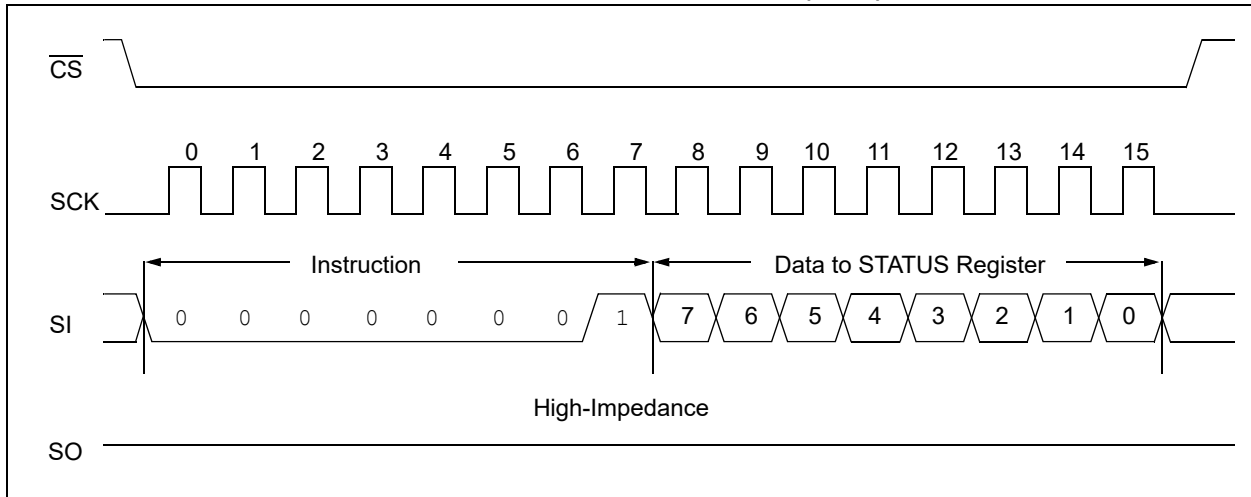 CS
0 1 2 3 4 5 6 7 8 9 10 11 12 13 14 15
SCK
Instruction Data to STATUS Register
SI 0 0 0 0 0 0 0 1 7 6 5 4 3 2 1 0
High-Impedance
SO